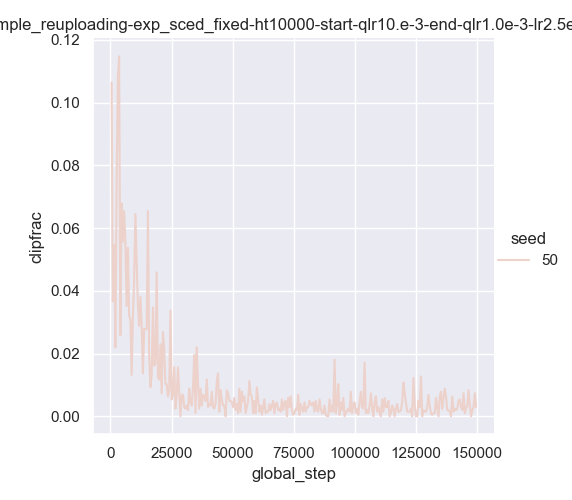 mple_reuploading-exp_sced_fixed-ht10000-start-qlr10.e-3-end-qlr1.0e-3-lr2.5e
0.12
0.10
0.08
0.06
0.04
0.02
0.00
clipfrac
0 25000 50000 75000 100000 125000 150000
global_step
seed
50